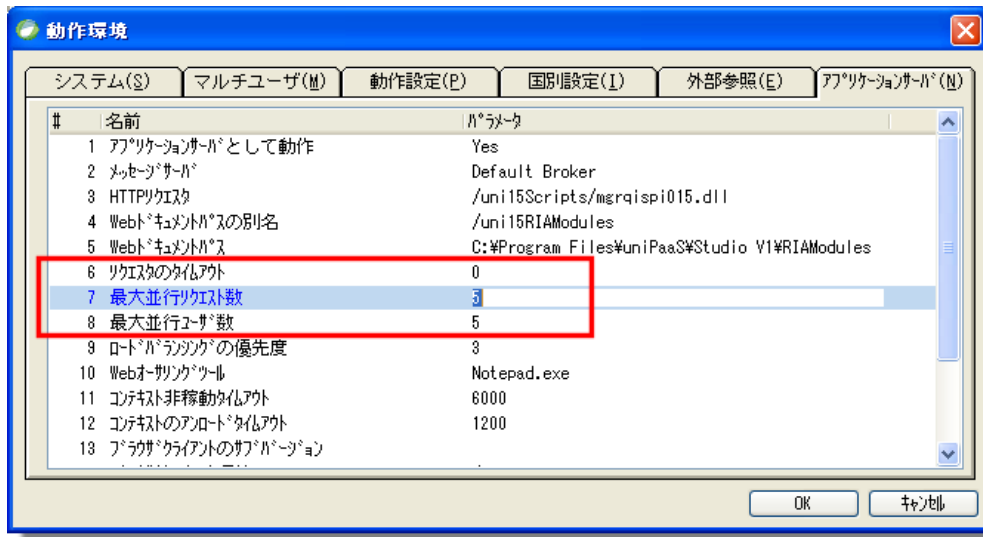 動作環境
システム(S) マルチユーザ(M) 動作設定(P) 国別設定(I) 外部参照(E) ｱﾌﾟﾘｹｰｼｮﾝｻｰﾊﾞ(N)
# 名前 ﾊﾟﾗﾒｰﾀ
1 ｱﾌﾟﾘｹｰｼｮﾝｻｰﾊﾞとして動作 Yes
2 ﾒｯｾｰｼﾞｻｰﾊﾞ Default Broker
3 HTTPﾘｸｴｽﾀ /uni15Scripts/mgrqispi015.dll
4 Webﾄﾞｷｭﾒﾝﾄﾊﾟｽの別名 /uni15RIAModules
5 Webﾄﾞｷｭﾒﾝﾄﾊﾟｽ C:¥Program Files¥uniPaaS¥Studio V1¥RIAModules
6 ﾘｸｴｽﾀのﾀｲﾑｱｳﾄ 0
7 最大並行ﾘｸｴｽﾄ数 5
8 最大並行ﾕｰｻﾞ数 5
9 ﾛｰﾄﾞﾊﾞﾗﾝｼﾝｸﾞの優先度 3
10 Webｵｰｻﾘﾝｸﾞﾂｰﾙ Notepad.exe
11 ｺﾝﾃｷｽﾄ非稼動ﾀｲﾑｱｳﾄ 6000
12 ｺﾝﾃｷｽﾄのｱﾝﾛｰﾄﾞﾀｲﾑｱｳﾄ 1200
13 ﾌﾞﾗｳｻﾞｸﾗｲｱﾝﾄのｻﾌﾞﾊﾞｰｼﾞｮﾝ
OK ｷｬﾝｾﾙ